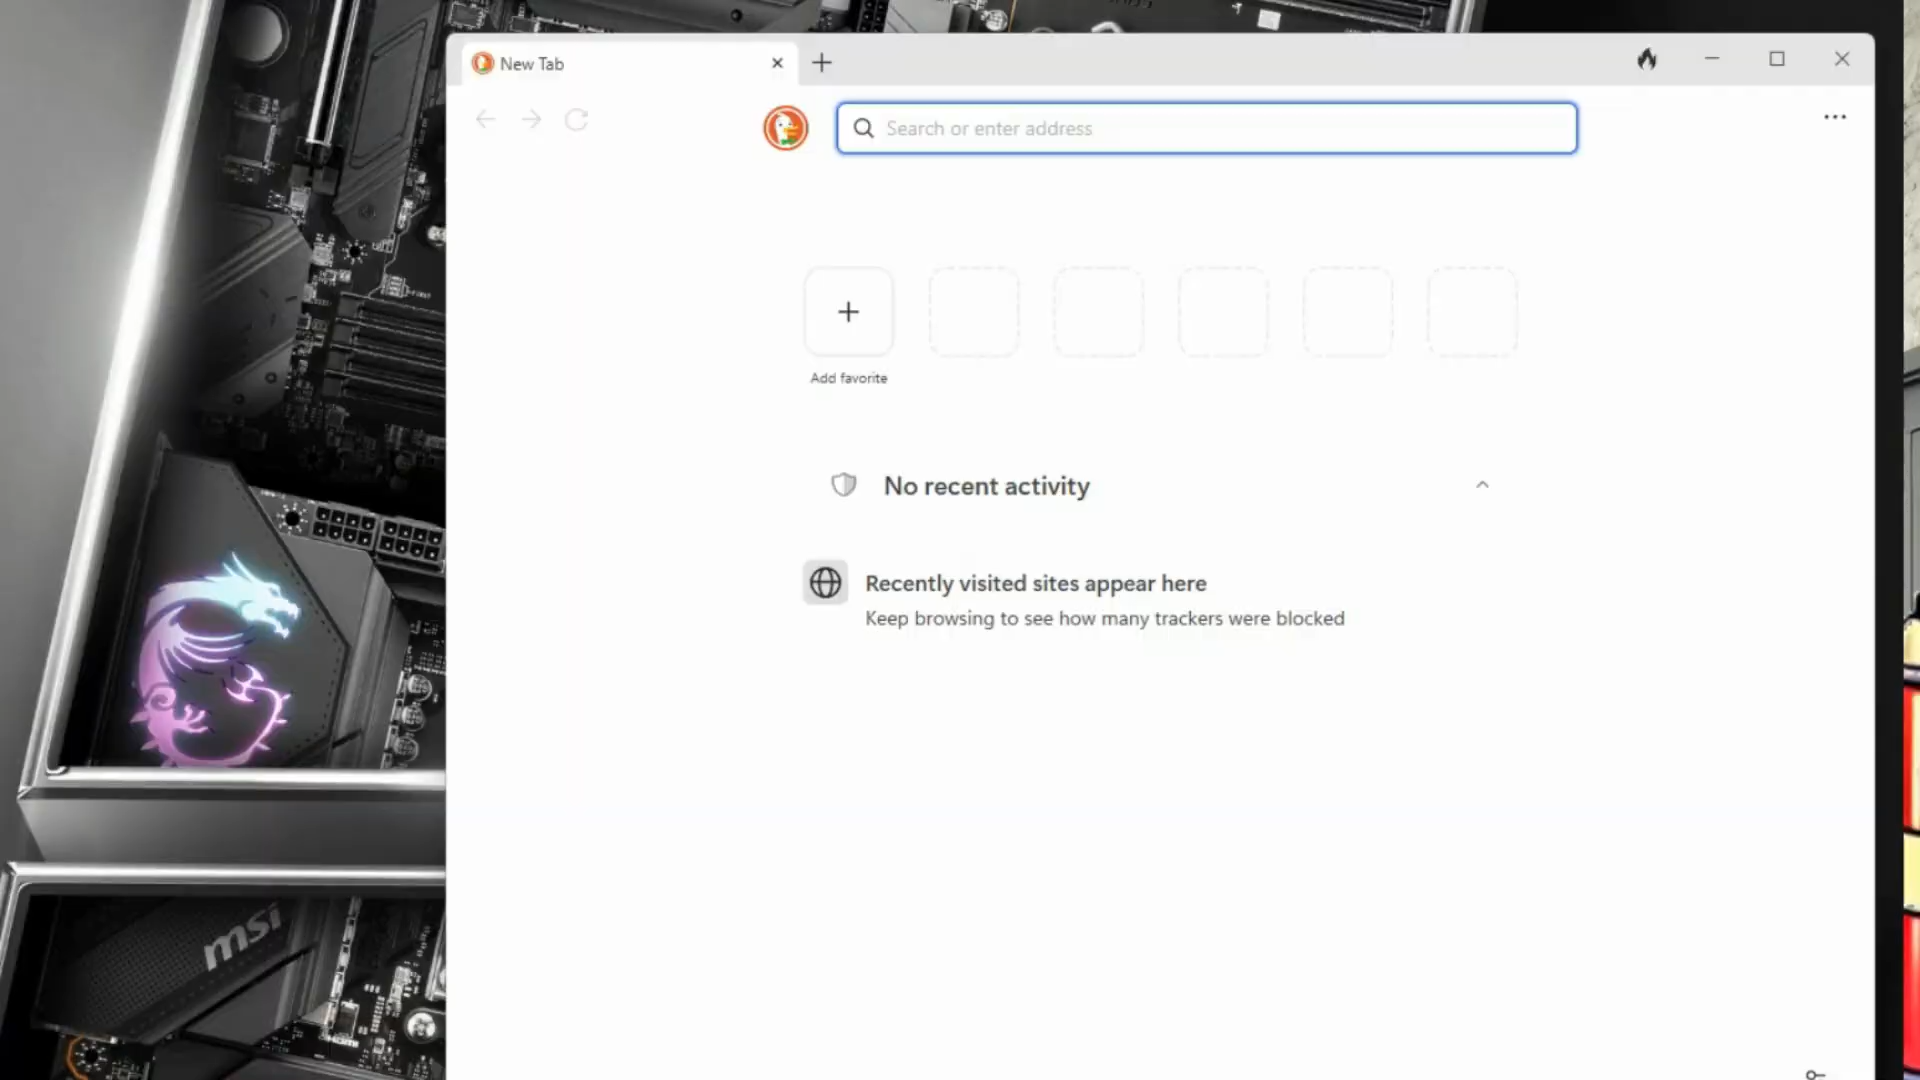 New Tab
Search or enter address
Add favorite
No recent activity
Recently visited sites appear here
Keep browsing to see how many trackers were blocked
msi